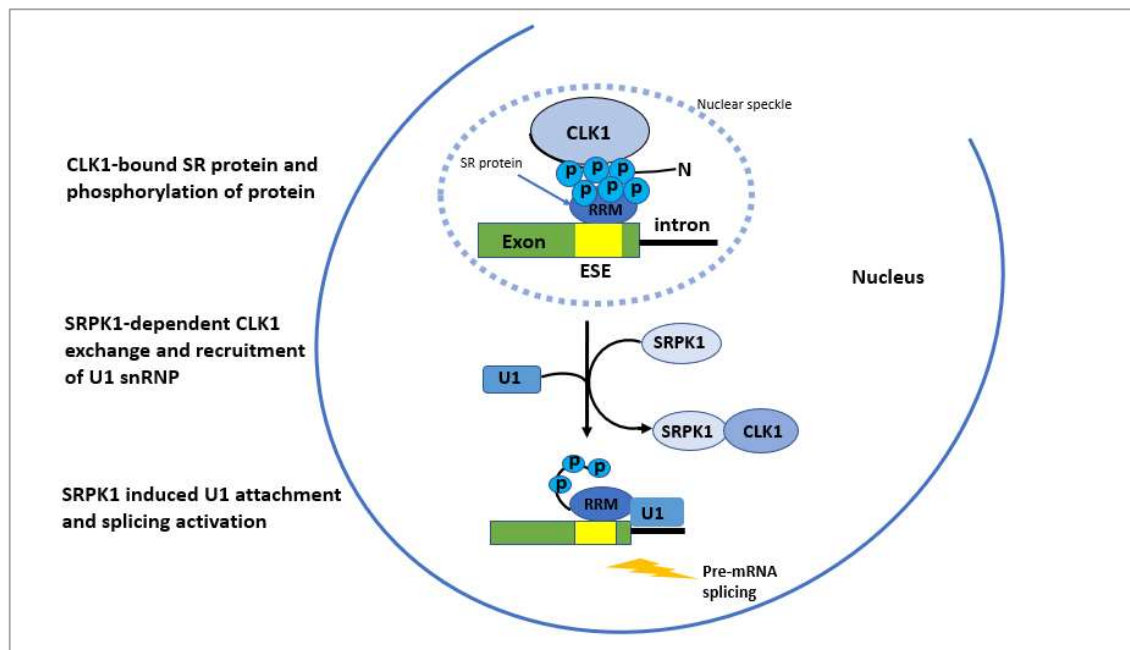 Nuclear speckle
CLK1
CLK1-bound SR protein and
phosphorylation of protein
SR protein
P P P
P P P
N
RRM
Exon
intron
ESE
Nucleus
SRPK1-dependent CLK1
exchange and recruitment
of U1 snRNP
SRPK1
U1
SRPK1 CLK1
SRPK1 induced U1 attachment
and splicing activation
P P
P
RRM
U1
Pre-mRNA
splicing